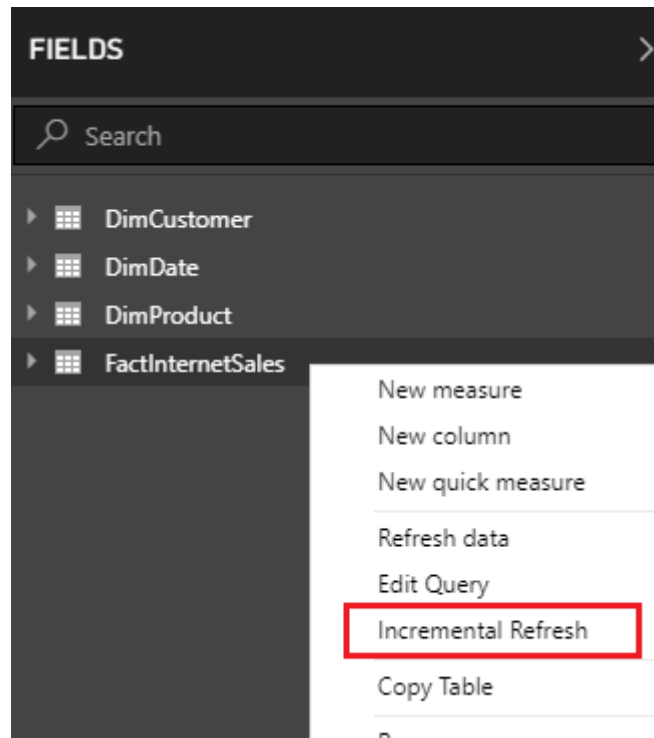 FIELDS
Search
DimCustomer
DimDate
DimProduct
FactInternetSales
New measure
New column
New quick measure
Refresh data
Edit Query
Incremental Refresh
Copy Table